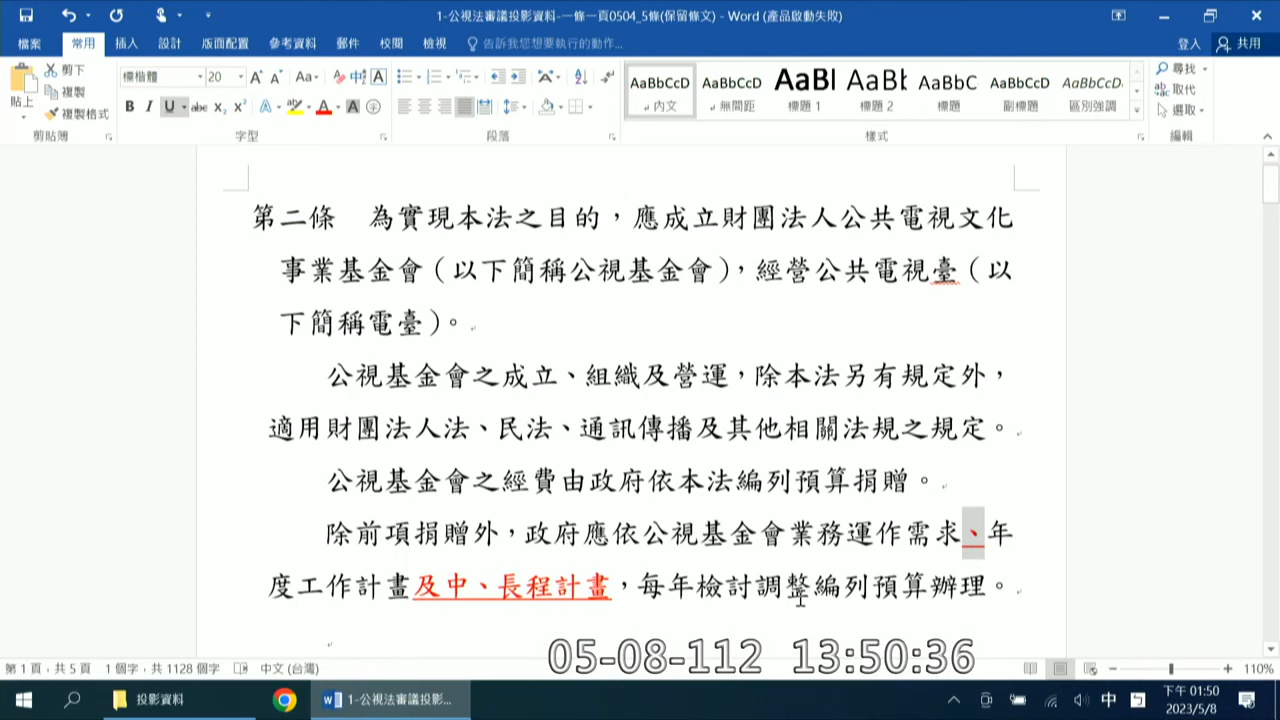 1-公視法審議投影資料-一條一頁0504_5條(保留條文) - Word (產品啟動失敗)
檔案 常用 插入 設計 版面配置 參考資料 郵件 校閱 檢視 告訴我您想要執行的動作... 登入 共用
貼上 剪下 複製 複製格式 剪貼簿
標楷體 20 字型
段落
AaBbCcD AaBbCcD AaBl AaBbt AaBbC AaBbCcD AaBbCcD
內文 無間距 標題 1 標題 2 標題 副標題 區別強調
樣式
尋找 取代 選取 編輯
第二條 為實現本法之目的，應成立財團法人公共電視文化
事業基金會（以下簡稱公視基金會），經營公共電視臺（以
下簡稱電臺）。
公視基金會之成立、組織及營運，除本法另有規定外，
適用財團法人法、民法、通訊傳播及其他相關法規之規定。
公視基金會之經費由政府依本法編列預算捐贈。
除前項捐贈外，政府應依公視基金會業務運作需求、年
度工作計畫及中、長程計畫，每年檢討調整編列預算辦理。
05-08-112 13:50:36
第 1 頁，共 5 頁 1 個字，共 1128 個字 中文 (台灣) 110%
投影資料 1-公視法審議投影... 中 下午 01:50
2023/5/8